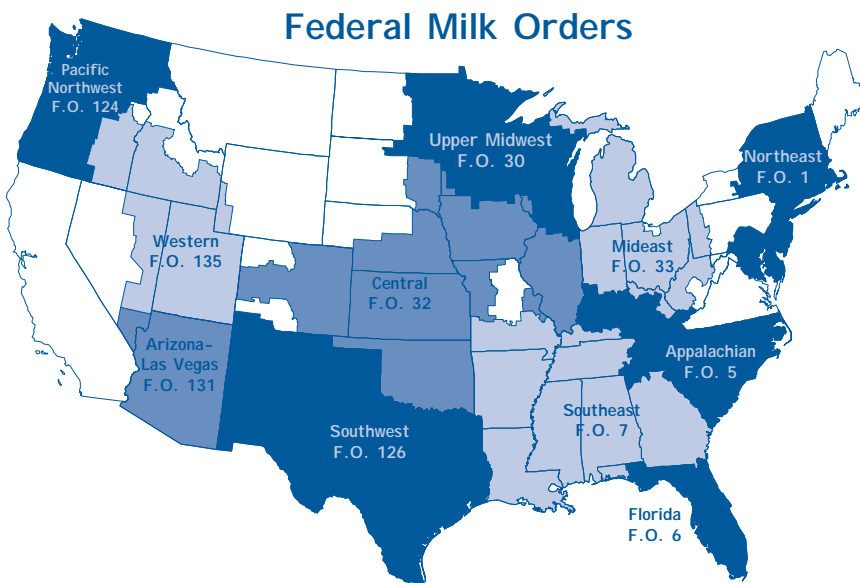 Federal Milk Orders
Pacific
Northwest
F.O. 124
Upper Midwest
F.O. 30
Northeast
F.O. 1
Western
F.O. 135
Mideast
F.O. 33
Central
F.O. 32
Arizona-
Las Vegas
F.O. 131
Appalachian
F.O. 5
Southeast
F.O. 7
Southwest
F.O. 126
Florida
F.O. 6